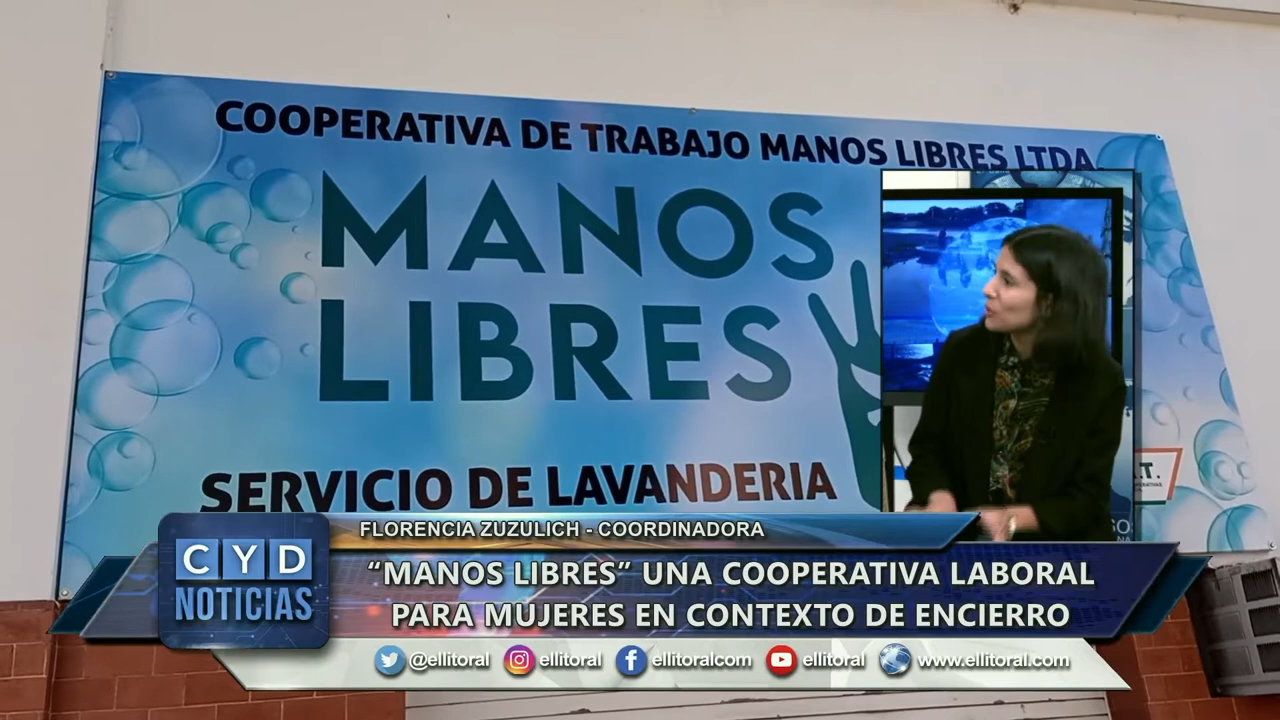 COOPERATIVA DE TRABAJO MANOS LIBRES LTDA.
MANOS
LIBRES
SERVICIO DE LAVANDERIA
FLORENCIA ZUZULICH - COORDINADORA
CYD
NOTICIAS
“MANOS LIBRES” UNA COOPERATIVA LABORAL
PARA MUJERES EN CONTEXTO DE ENCIERRO
@ellitoral ellitoral ellitoralcom ellitoral www.ellitoral.com